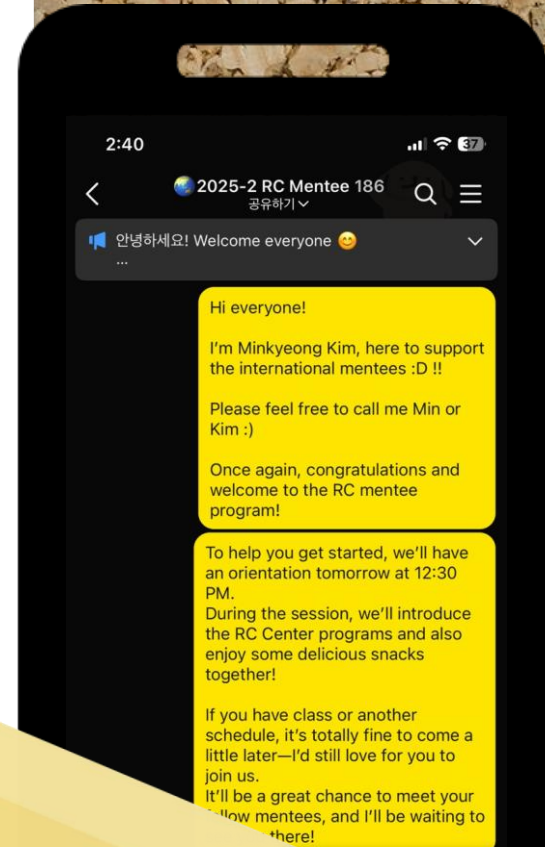 2:40
37
2025-2 RC Mentee 186
공유하기
안녕하세요! Welcome everyone 😊
...
Hi everyone!
I'm Minkyeong Kim, here to support
the international mentees :D !!
Please feel free to call me Min or
Kim :)
Once again, congratulations and
welcome to the RC mentee
program!
To help you get started, we'll have
an orientation tomorrow at 12:30
PM.
During the session, we'll introduce
the RC Center programs and also
enjoy some delicious snacks
together!
If you have class or another
schedule, it's totally fine to come a
little later—I'd still love for you to
join us.
It'll be a great chance to meet your
mentees, and I'll be waiting to
there!